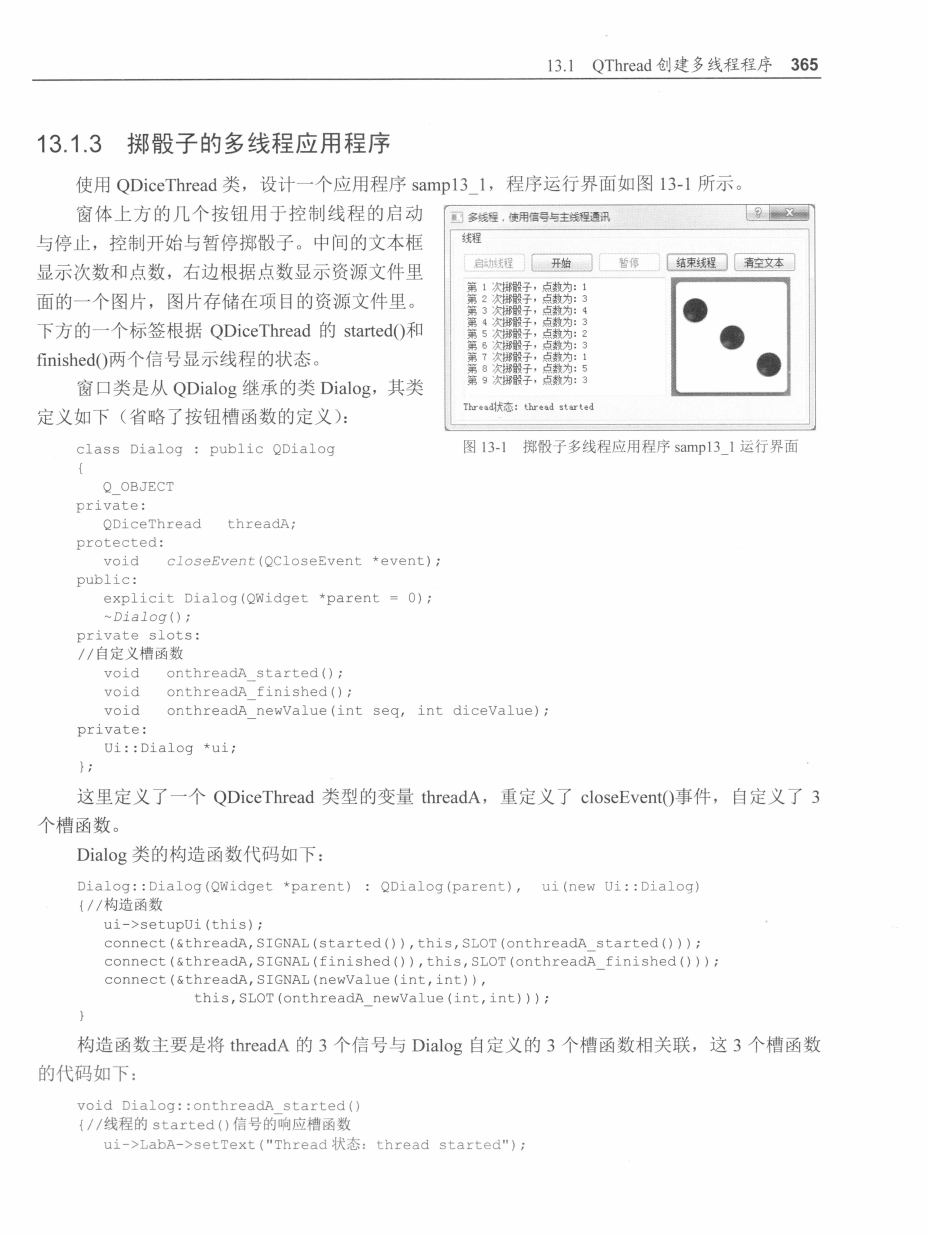 13.1 QThread 创建多线程程序 365
13.1.3 掷骰子的多线程应用程序
使用 QDiceThread 类，设计一个应用程序 samp13_1，程序运行界面如图 13-1 所示。
窗体上方的几个按钮用于控制线程的启动
与停止，控制开始与暂停掷骰子。中间的文本框
显示次数和点数，右边根据点数显示资源文件里
面的一个图片，图片存储在项目的资源文件里。
下方的一个标签根据 QDiceThread 的 started()和
finished()两个信号显示线程的状态。
窗口类是从 QDialog 继承的类 Dialog，其类
定义如下（省略了按钮槽函数的定义）：
多线程，使用信号与主线程通讯
线程
启动线程 开始 暂停 结束线程 清空文本
第 1 次掷骰子，点数为：1
第 2 次掷骰子，点数为：3
第 3 次掷骰子，点数为：4
第 4 次掷骰子，点数为：3
第 5 次掷骰子，点数为：2
第 6 次掷骰子，点数为：3
第 7 次掷骰子，点数为：1
第 8 次掷骰子，点数为：5
第 9 次掷骰子，点数为：3
Thread状态：thread started
图 13-1 掷骰子多线程应用程序 samp13_1 运行界面
class Dialog : public QDialog
{
Q_OBJECT
private:
QDiceThread threadA;
protected:
void closeEvent(QCloseEvent *event);
public:
explicit Dialog(QWidget *parent = 0);
~Dialog();
private slots:
//自定义槽函数
void onthreadA_started();
void onthreadA_finished();
void onthreadA_newValue(int seq, int diceValue);
private:
Ui::Dialog *ui;
};
这里定义了一个 QDiceThread 类型的变量 threadA，重定义了 closeEvent()事件，自定义了 3
个槽函数。
Dialog 类的构造函数代码如下：
Dialog::Dialog(QWidget *parent) : QDialog(parent), ui(new Ui::Dialog)
{//构造函数
ui->setupUi(this);
connect(&threadA,SIGNAL(started()),this,SLOT(onthreadA_started()));
connect(&threadA,SIGNAL(finished()),this,SLOT(onthreadA_finished()));
connect(&threadA,SIGNAL(newValue(int,int)),
this,SLOT(onthreadA_newValue(int,int)));
}
构造函数主要是将 threadA 的 3 个信号与 Dialog 自定义的 3 个槽函数相关联，这 3 个槽函数
的代码如下：
void Dialog::onthreadA_started()
{//线程的 started()信号的响应槽函数
ui->LabA->setText("Thread 状态：thread started");